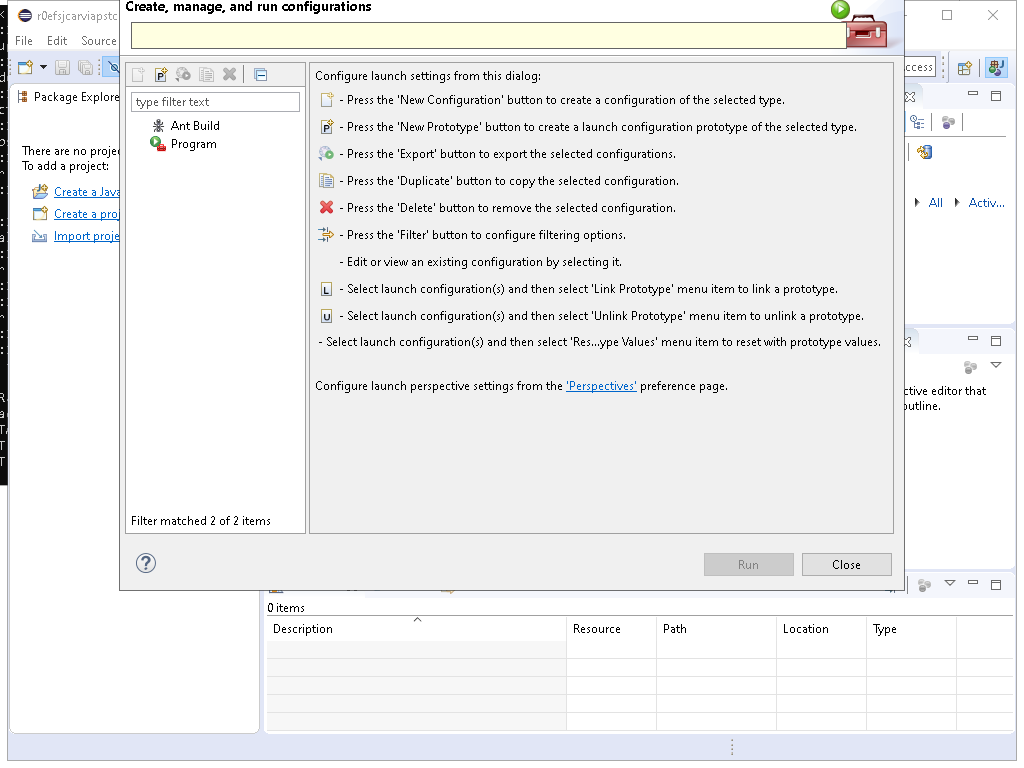 Create, manage, and run configurations
r0efsjcarviapstc
File Edit Source
ccess
Package Explore
type filter text
Ant Build
Program
Filter matched 2 of 2 items
Configure launch settings from this dialog:
- Press the 'New Configuration' button to create a configuration of the selected type.
P - Press the 'New Prototype' button to create a launch configuration prototype of the selected type.
- Press the 'Export' button to export the selected configurations.
- Press the 'Duplicate' button to copy the selected configuration.
- Press the 'Delete' button to remove the selected configuration.
- Press the 'Filter' button to configure filtering options.
- Edit or view an existing configuration by selecting it.
L - Select launch configuration(s) and then select 'Link Prototype' menu item to link a prototype.
U - Select launch configuration(s) and then select 'Unlink Prototype' menu item to unlink a prototype.
- Select launch configuration(s) and then select 'Res...ype Values' menu item to reset with prototype values.
Configure launch perspective settings from the 'Perspectives' preference page.
There are no projec
To add a project:
Create a Java
Create a proj
Import proje
All Activ...
ctive editor that
outline.
? Run Close
0 items
Description Resource Path Location Type